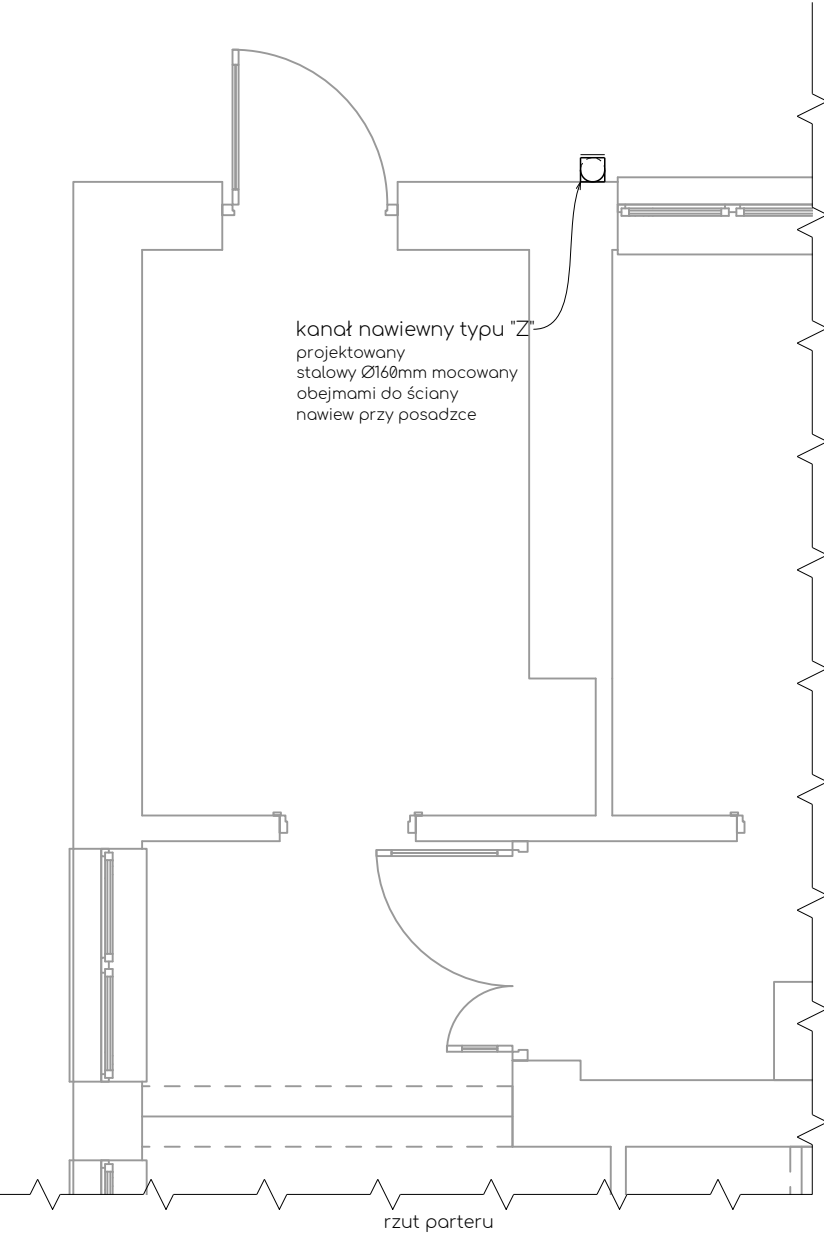 kanał nawiewny typu "Z"
projektowany
stalowy Ø160mm mocowany
obejmami do ściany
nawiew przy posadzce
rzut parteru